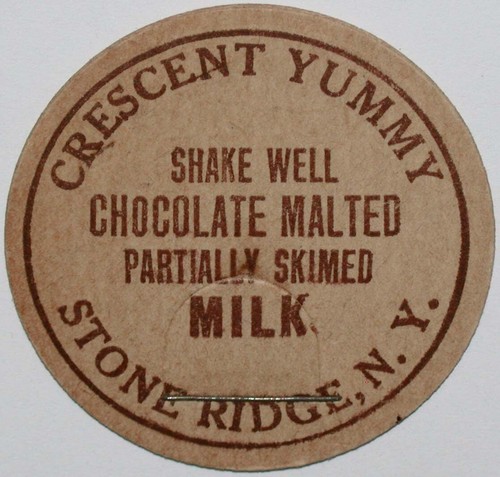 CRESCENT YUMMY
SHAKE WELL
CHOCOLATE MALTED
PARTIALLY SKIMED
MILK.
STONE RIDGE, N. Y.